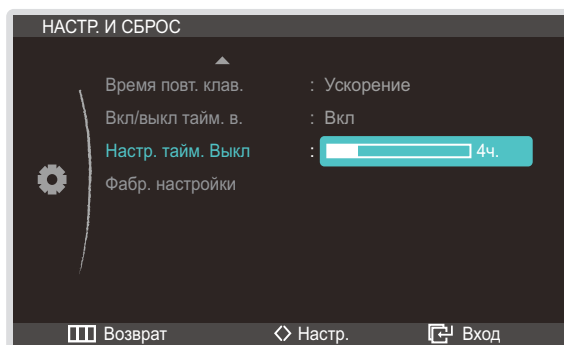 НАСТР. И СБРОС
Время повт. клав. : Ускорение
Вкл/выкл тайм. в. : Вкл
Настр. тайм. Выкл : 4ч.
Фабр. настройки
Возврат Настр. Вход